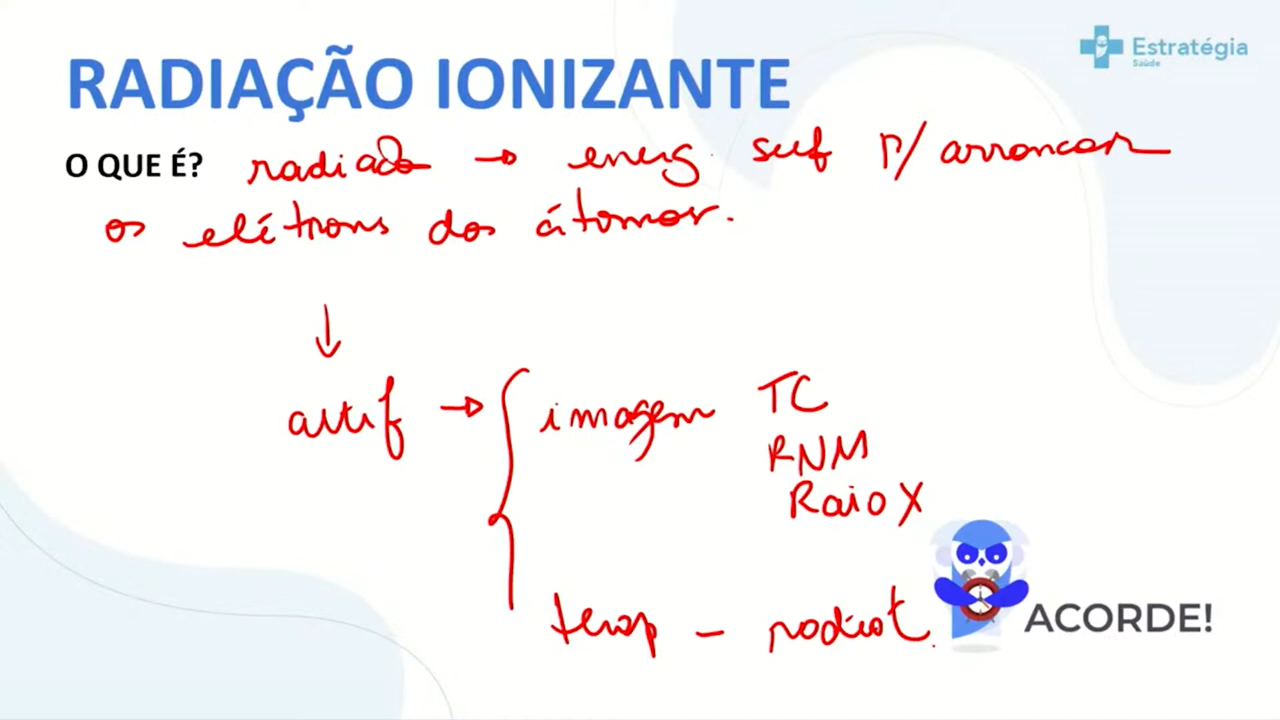 Estratégia
Saúde
RADIAÇÃO IONIZANTE
O QUE É? radiação → energ. suf p/ arrancar
os elétrons dos átomos.
↓
artif → { imagem TC
RNM
Raio X
terap – radiot.
ACORDE!